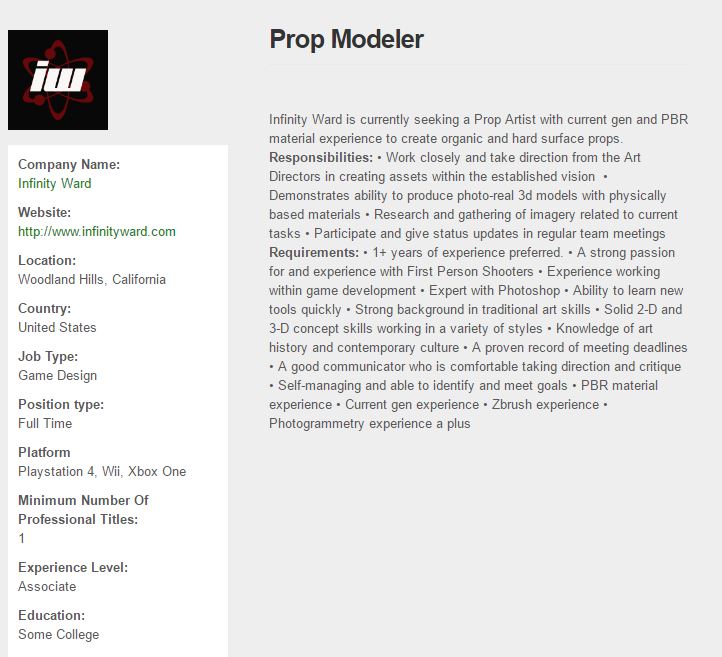 iw
Company Name:
Infinity Ward
Website:
http://www.infinityward.com
Location:
Woodland Hills, California
Country:
United States
Job Type:
Game Design
Position type:
Full Time
Platform
Playstation 4, Wii, Xbox One
Minimum Number Of
Professional Titles:
1
Experience Level:
Associate
Education:
Some College
Prop Modeler
Infinity Ward is currently seeking a Prop Artist with current gen and PBR
material experience to create organic and hard surface props.
Responsibilities: • Work closely and take direction from the Art
Directors in creating assets within the established vision •
Demonstrates ability to produce photo-real 3d models with physically
based materials • Research and gathering of imagery related to current
tasks • Participate and give status updates in regular team meetings
Requirements: • 1+ years of experience preferred. • A strong passion
for and experience with First Person Shooters • Experience working
within game development • Expert with Photoshop • Ability to learn new
tools quickly • Strong background in traditional art skills • Solid 2-D and
3-D concept skills working in a variety of styles • Knowledge of art
history and contemporary culture • A proven record of meeting deadlines
• A good communicator who is comfortable taking direction and critique
• Self-managing and able to identify and meet goals • PBR material
experience • Current gen experience • Zbrush experience •
Photogrammetry experience a plus